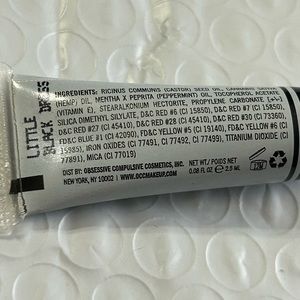 LITTLE
BLACK DRESS
INGREDIENTS: RICINUS COMMUNIS (CASTOR) SEED OIL, CANNABIS SATIVA
(HEMP) OIL, MENTHA X PEPRITA (PEPPERMINT) OIL, TOCOPHEROL ACETATE
(VITAMIN E), STEARALKONIUM HECTORITE, PROPYLENE CARBONATE, [+/-]
SILICA DIMETHYL SILYLATE, D&C RED #6 (CI 15850), D&C RED #7 (CI 15850),
D&C RED #27 (CI 45410), D&C RED #28 (CI 45410), D&C RED #30 (CI 73360),
FD&C BLUE #1 (CI 42090), FD&C YELLOW #5 (CI 19140), FD&C YELLOW #6 (CI
15985), IRON OXIDES (CI 77491, CI 77492, CI 77499), TITANIUM DIOXIDE (CI
77891), MICA (CI 77019)
DIST BY: OBSESSIVE COMPULSIVE COSMETICS, INC.
NEW YORK, NY, 10002 \ WWW.OCCMAKEUP.COM
NET WT./POIDS NET
0.08 FL OZ ℮ 2.5 ML
12M